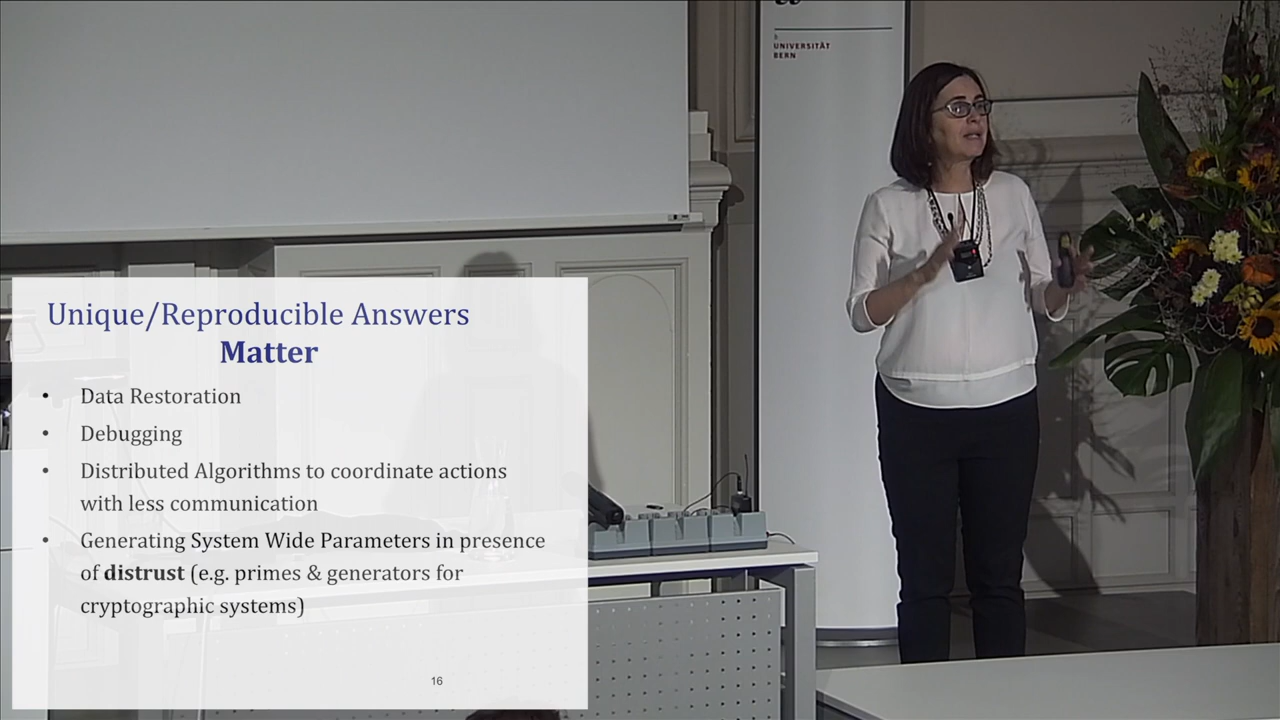 b
UNIVERSITÄT
BERN
Unique/Reproducible Answers
Matter
• Data Restoration
• Debugging
• Distributed Algorithms to coordinate actions
with less communication
• Generating System Wide Parameters in presence
of distrust (e.g. primes & generators for
cryptographic systems)
16